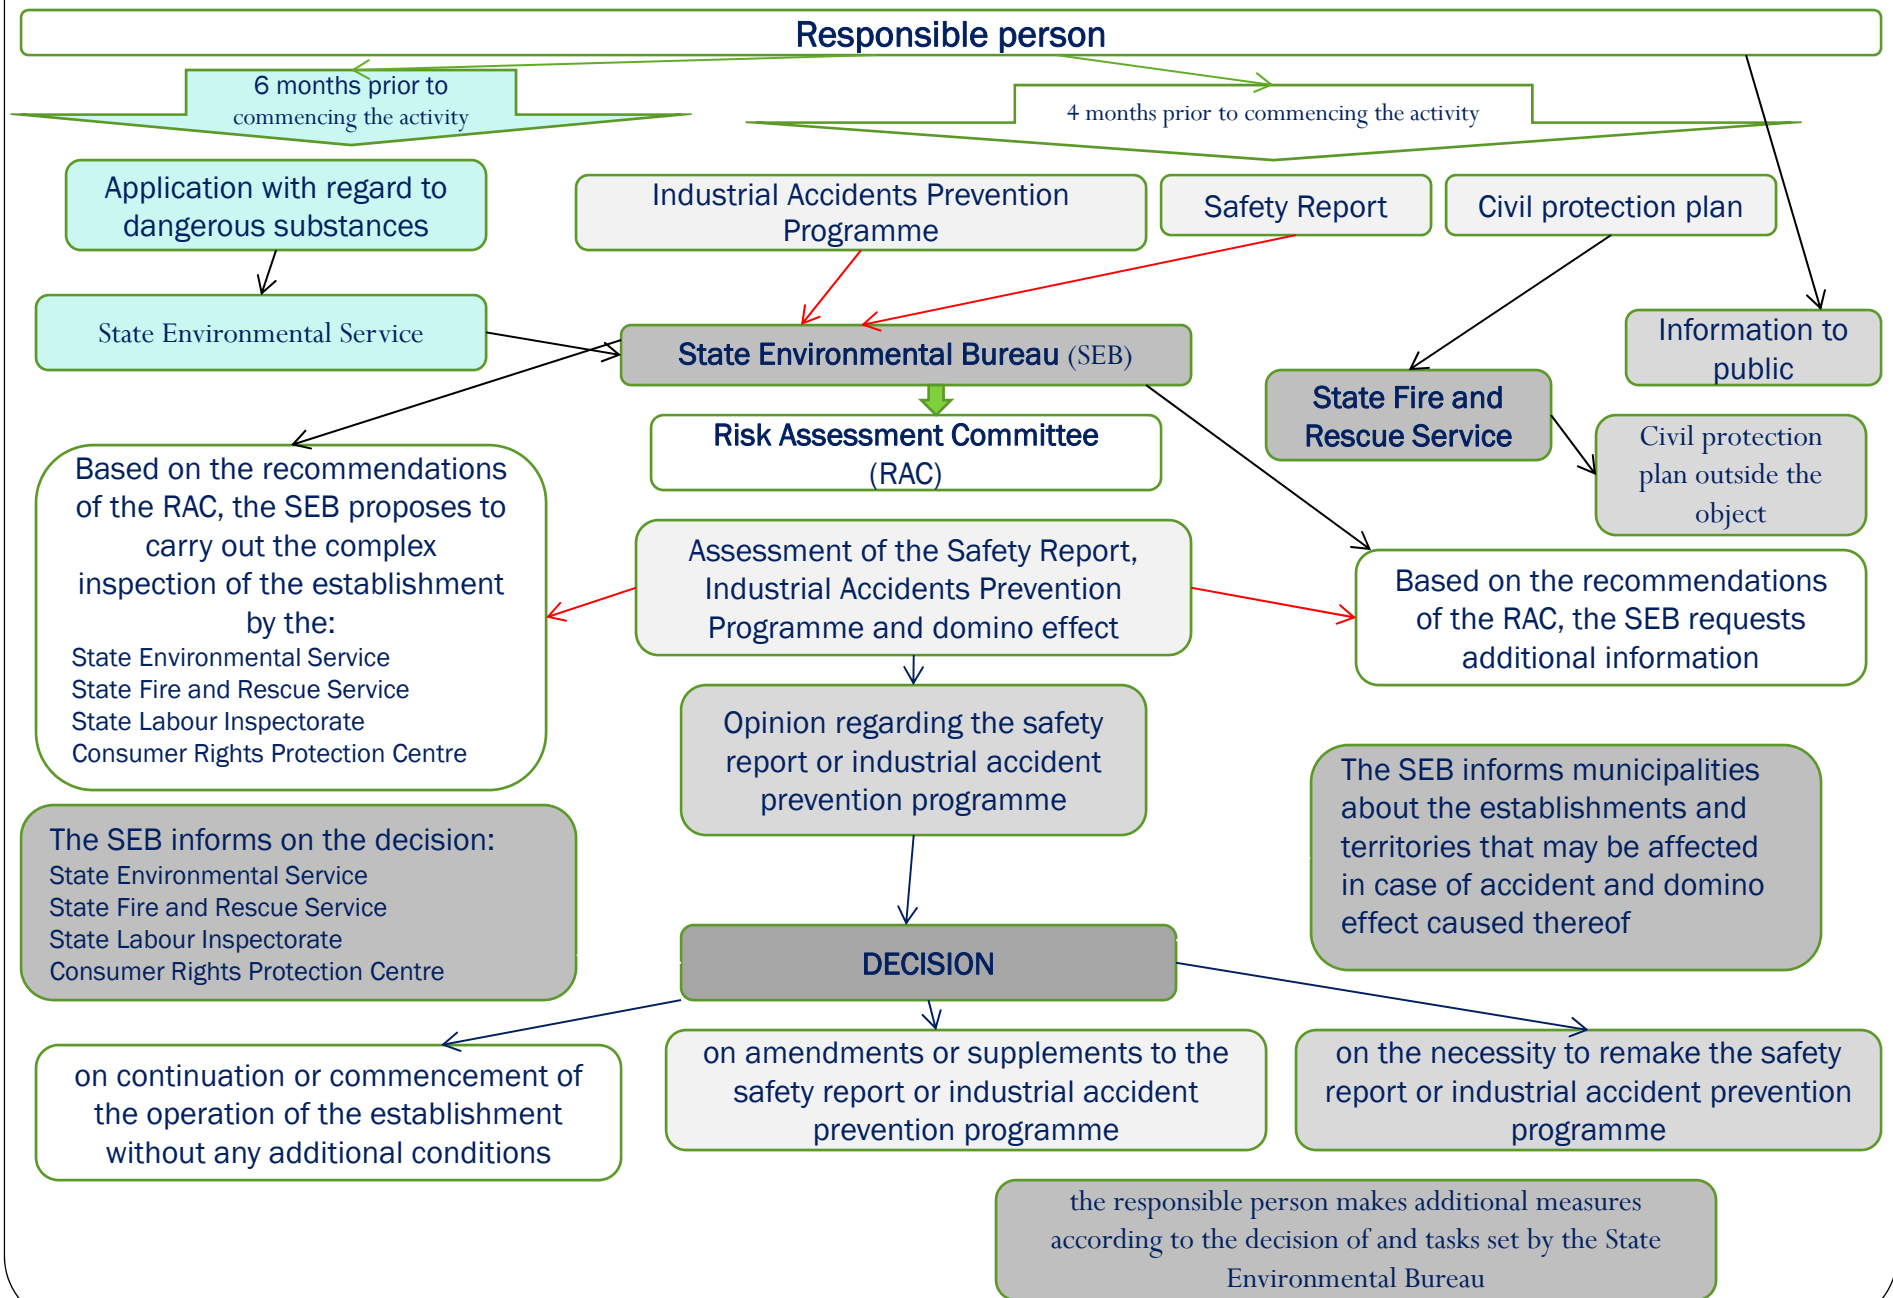 Responsible person
6 months prior to
commencing the activity
4 months prior to commencing the activity
Application with regard to
dangerous substances
Industrial Accidents Prevention
Programme
Safety Report
Civil protection plan
State Environmental Service
State Environmental Bureau (SEB)
Information to
public
State Fire and
Rescue Service
Risk Assessment Committee
(RAC)
Civil protection
plan outside the
object
Based on the recommendations
of the RAC, the SEB proposes to
carry out the complex
inspection of the establishment
by the:
State Environmental Service
State Fire and Rescue Service
State Labour Inspectorate
Consumer Rights Protection Centre
Assessment of the Safety Report,
Industrial Accidents Prevention
Programme and domino effect
Based on the recommendations
of the RAC, the SEB requests
additional information
Opinion regarding the safety
report or industrial accident
prevention programme
The SEB informs municipalities
about the establishments and
territories that may be affected
in case of accident and domino
effect caused thereof
The SEB informs on the decision:
State Environmental Service
State Fire and Rescue Service
State Labour Inspectorate
Consumer Rights Protection Centre
DECISION
on continuation or commencement of
the operation of the establishment
without any additional conditions
on amendments or supplements to the
safety report or industrial accident
prevention programme
on the necessity to remake the safety
report or industrial accident prevention
programme
the responsible person makes additional measures
according to the decision of and tasks set by the State
Environmental Bureau